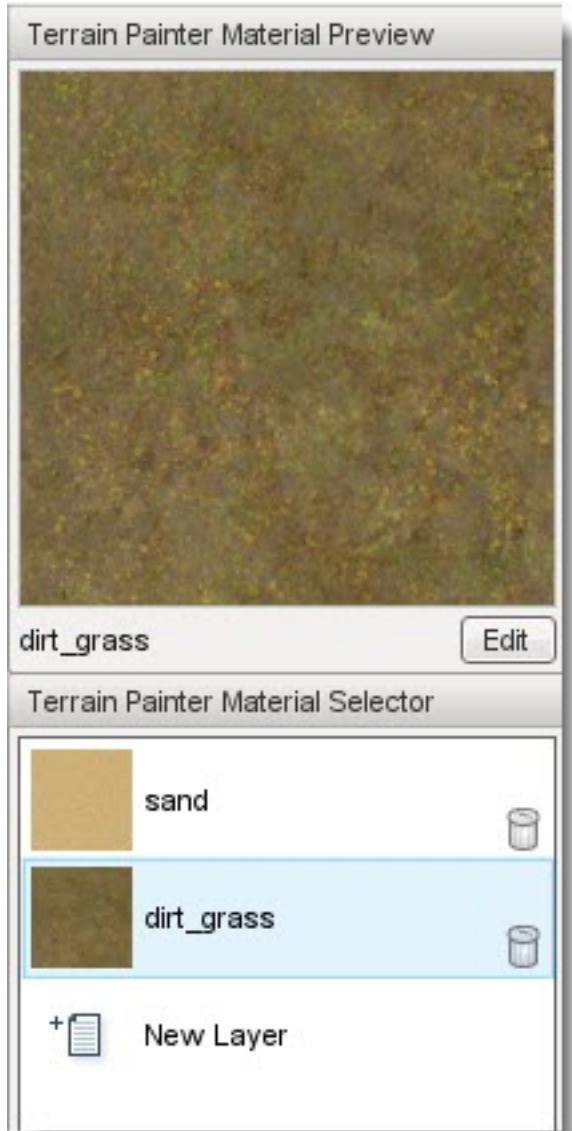 Terrain Painter Material Preview
dirt_grass
Edit
Terrain Painter Material Selector
sand
dirt_grass
New Layer